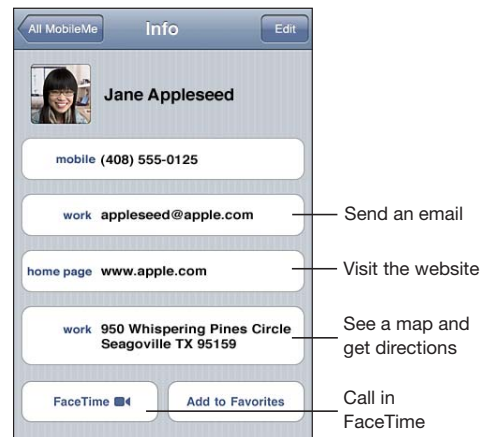 All MobileMe Info Edit
Jane Appleseed
mobile (408) 555-0125
work appleseed@apple.com
Send an email
home page www.apple.com
Visit the website
work 950 Whispering Pines Circle
Seagoville TX 95159
See a map and
get directions
FaceTime Add to Favorites
Call in
FaceTime